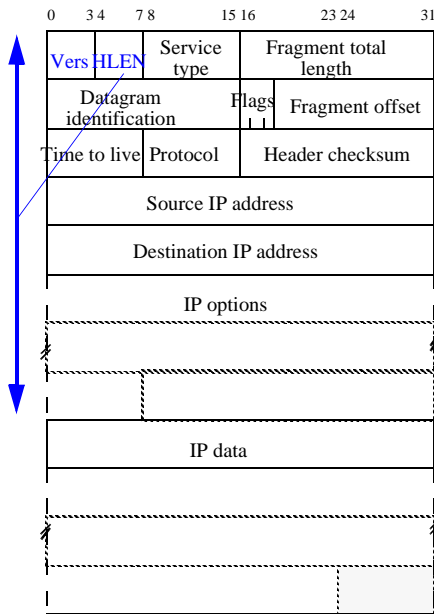 0 3 4 7 8 15 16 23 24 31
Vers HLEN Service type Fragment total length
Datagram identification Flags Fragment offset
Time to live Protocol Header checksum
Source IP address
Destination IP address
IP options
IP data